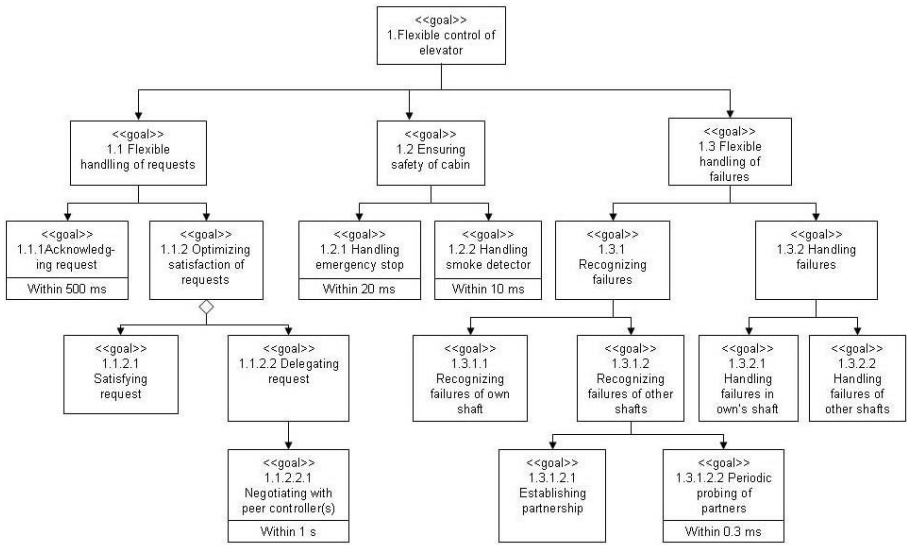 <<goal>>
1.Flexible control of
elevator
<<goal>>
1.1 Flexible
handlling of requests
<<goal>>
1.2 Ensuring
safety of cabin
<<goal>>
1.3 Flexible
handling of
failures
<<goal>>
1.1.1Acknowledg-
ing request
Within 500 ms
<<goal>>
1.1.2 Optimizing
satisfaction of
requests
<<goal>>
1.2.1 Handling
emergency stop
Within 20 ms
<<goal>>
1.2.2 Handling
smoke detector
Within 10 ms
<<goal>>
1.3.1
Recognizing
failures
<<goal>>
1.3.2 Handling
failures
<<goal>>
1.1.2.1
Satisfying
request
<<goal>>
1.1.2.2 Delegating
request
<<goal>>
1.3.1.1
Recognizing
failures of own
shaft
<<goal>>
1.3.1.2
Recognizing
failures of other
shafts
<<goal>>
1.3.2.1
Handling
failures in
own's shaft
<<goal>>
1.3.2.2
Handling
failures
of other shafts
<<goal>>
1.1.2.2.1
Negotiating with
peer controller(s)
Within 1 s
<<goal>>
1.3.1.2.1
Establishing
partnership
<<goal>>
1.3.1.2.2 Periodic
probing of
partners
Within 0.3 ms